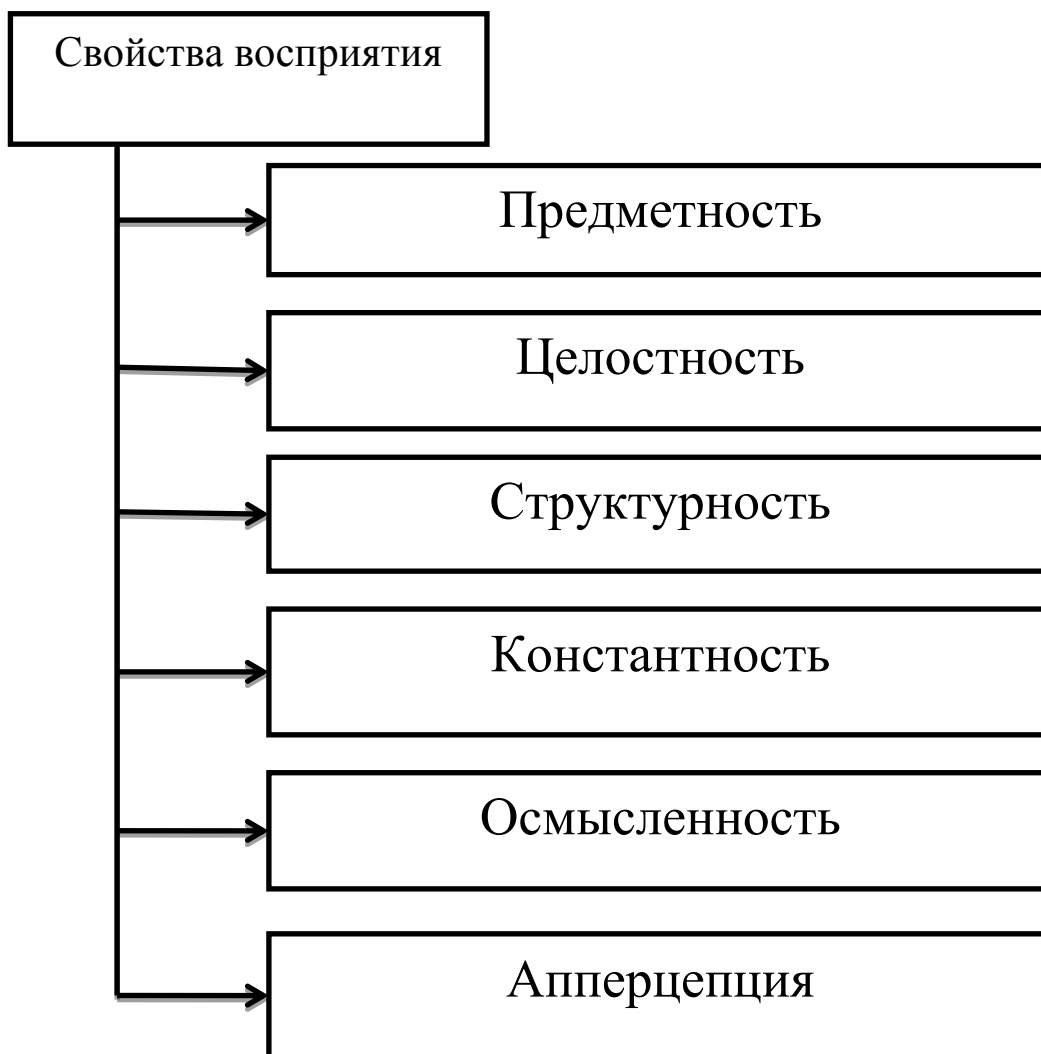 Свойства восприятия
Предметность
Целостность
Структурность
Константность
Осмысленность
Апперцепция